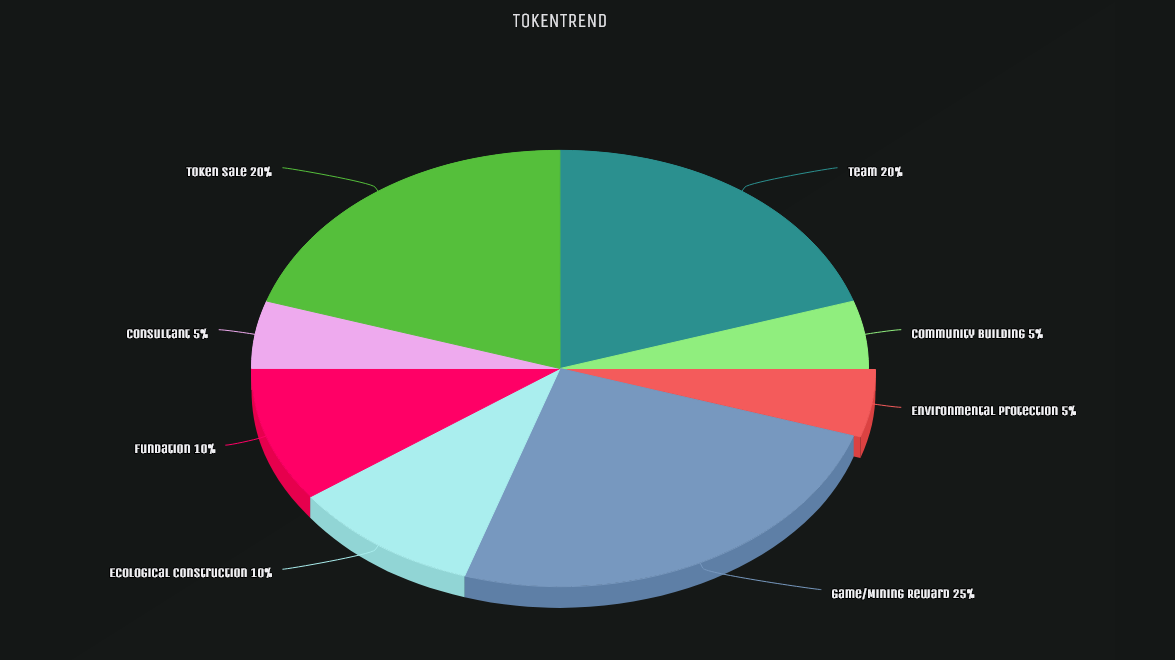 TOKENTREND
Token Sale 20%
Team 20%
Consultant 5%
Community Building 5%
Environmental Protection 5%
Fundation 10%
Ecological Construction 10%
Game/Mining Reward 25%